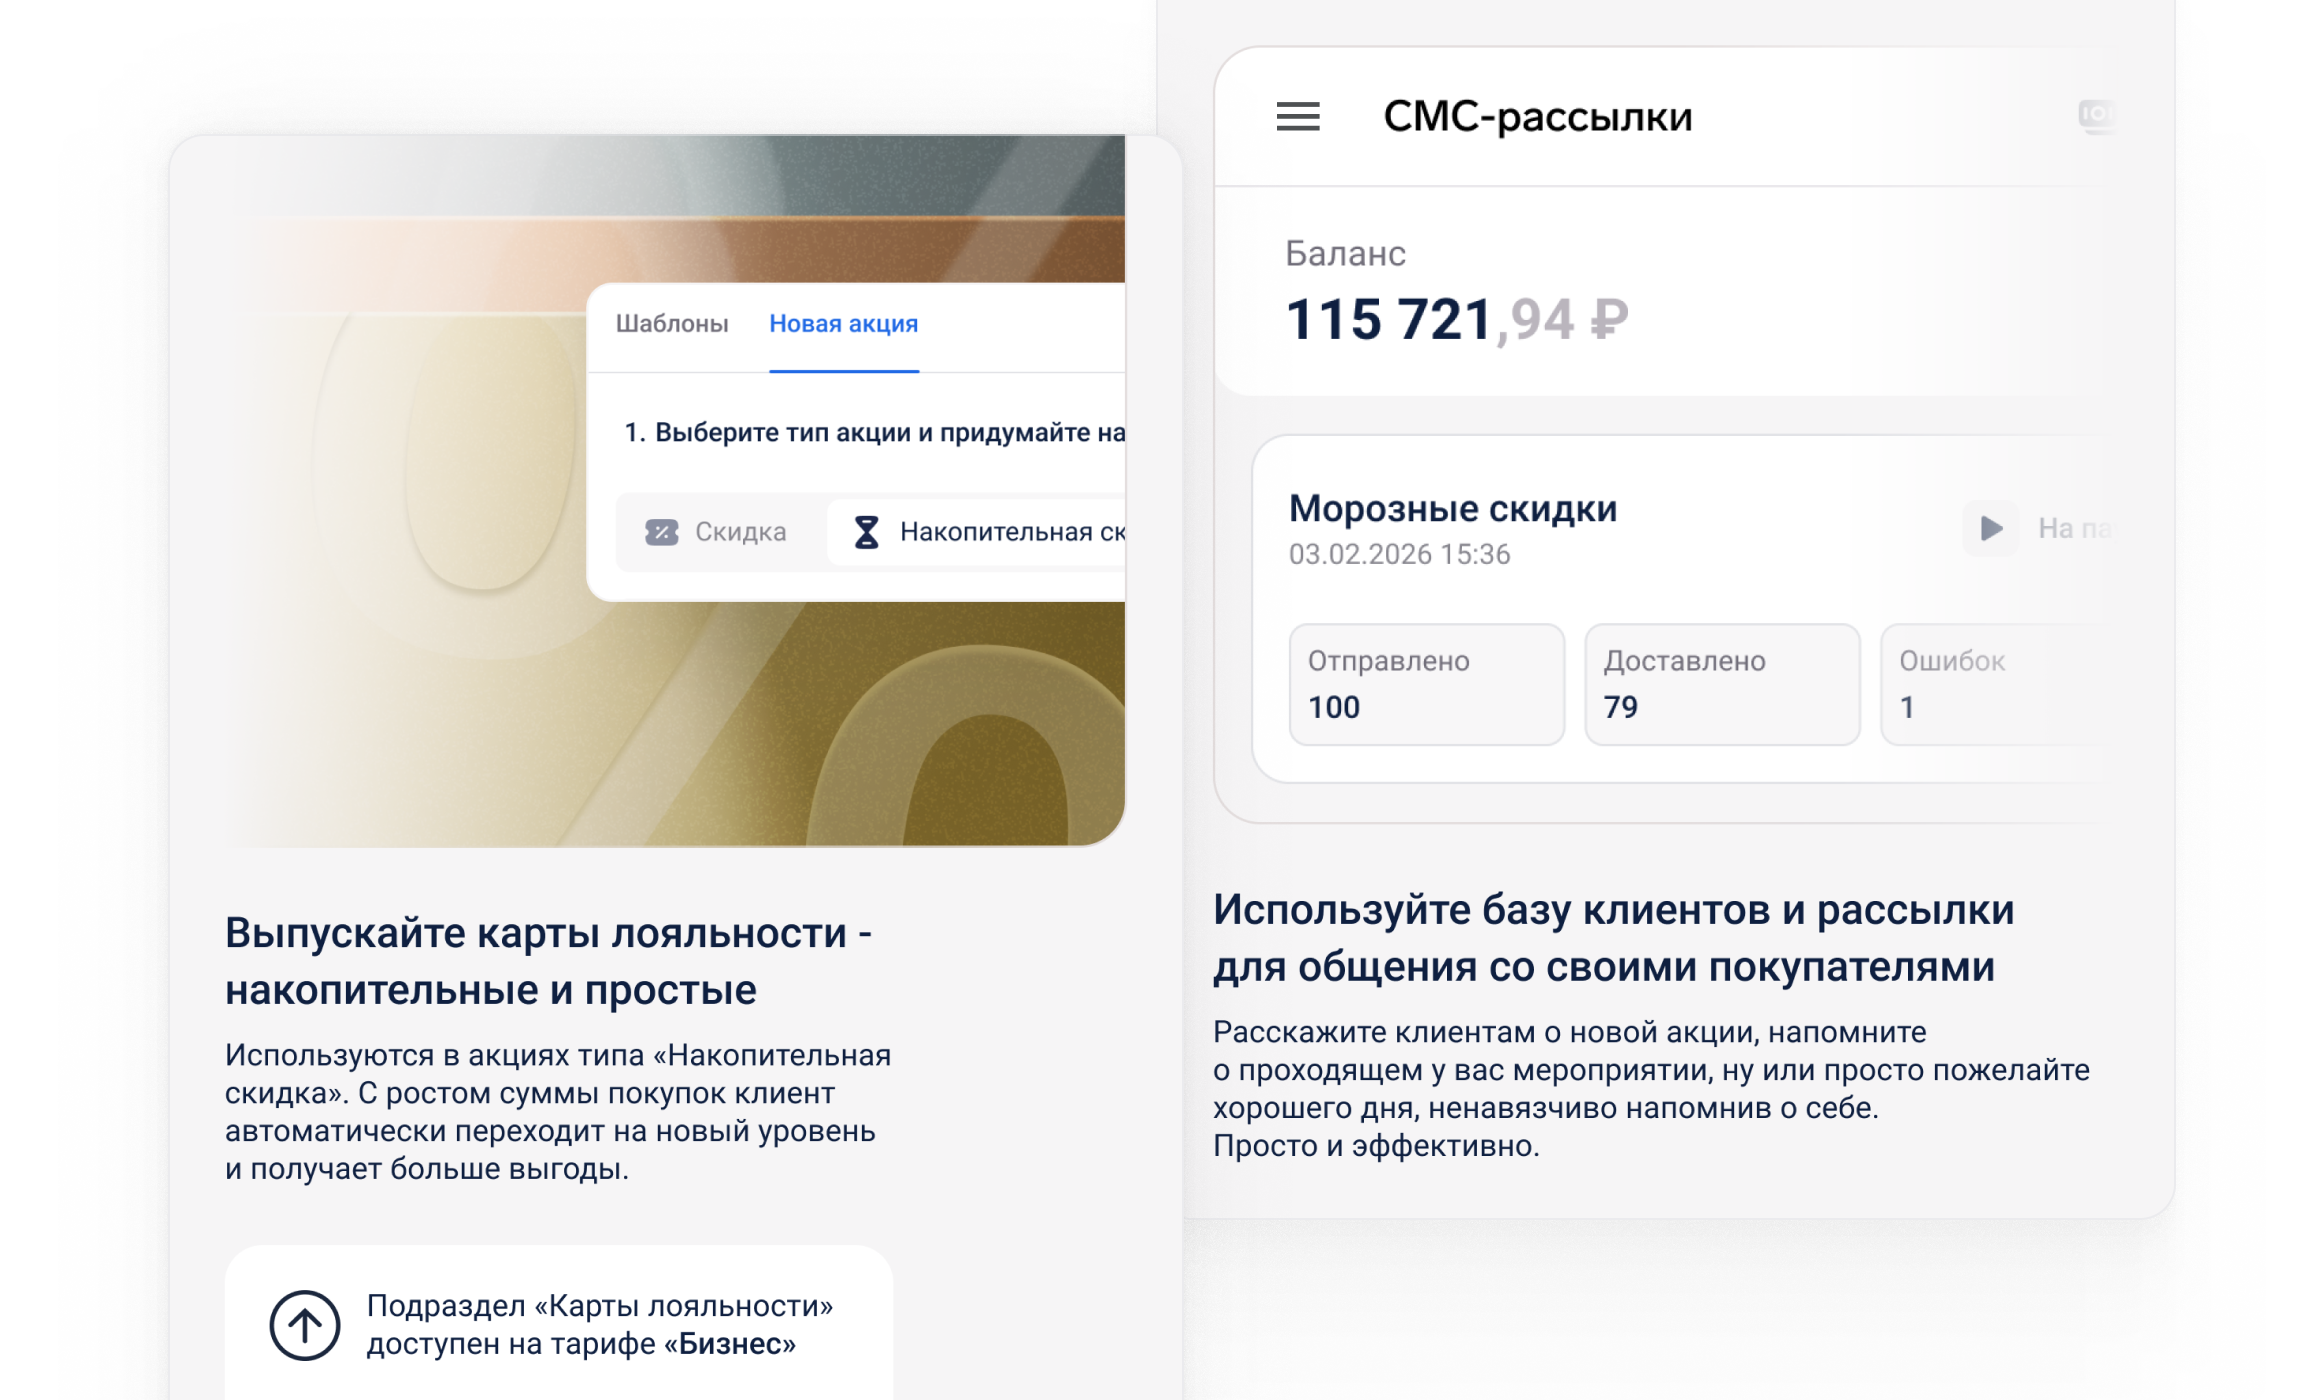 Шаблоны Новая акция
1. Выберите тип акции и придумайте
Скидка Накопительная
Выпускайте карты лояльности -
накопительные и простые
Используются в акциях типа «Накопительная
скидка». С ростом суммы покупок клиент
автоматически переходит на новый уровень
и получает больше выгоды.
Подраздел «Карты лояльности»
доступен на тарифе «Бизнес»
СМС-рассылки
Баланс
115 721,94 ₽
Морозные скидки
03.02.2026 15:36
На
Отправлено Доставлено Ошибок
100 79 1
Используйте базу клиентов и рассылки
для общения со своими покупателями
Расскажите клиентам о новой акции, напомните
о проходящем у вас мероприятии, ну или просто пожелайте
хорошего дня, ненавязчиво напомнив о себе.
Просто и эффективно.